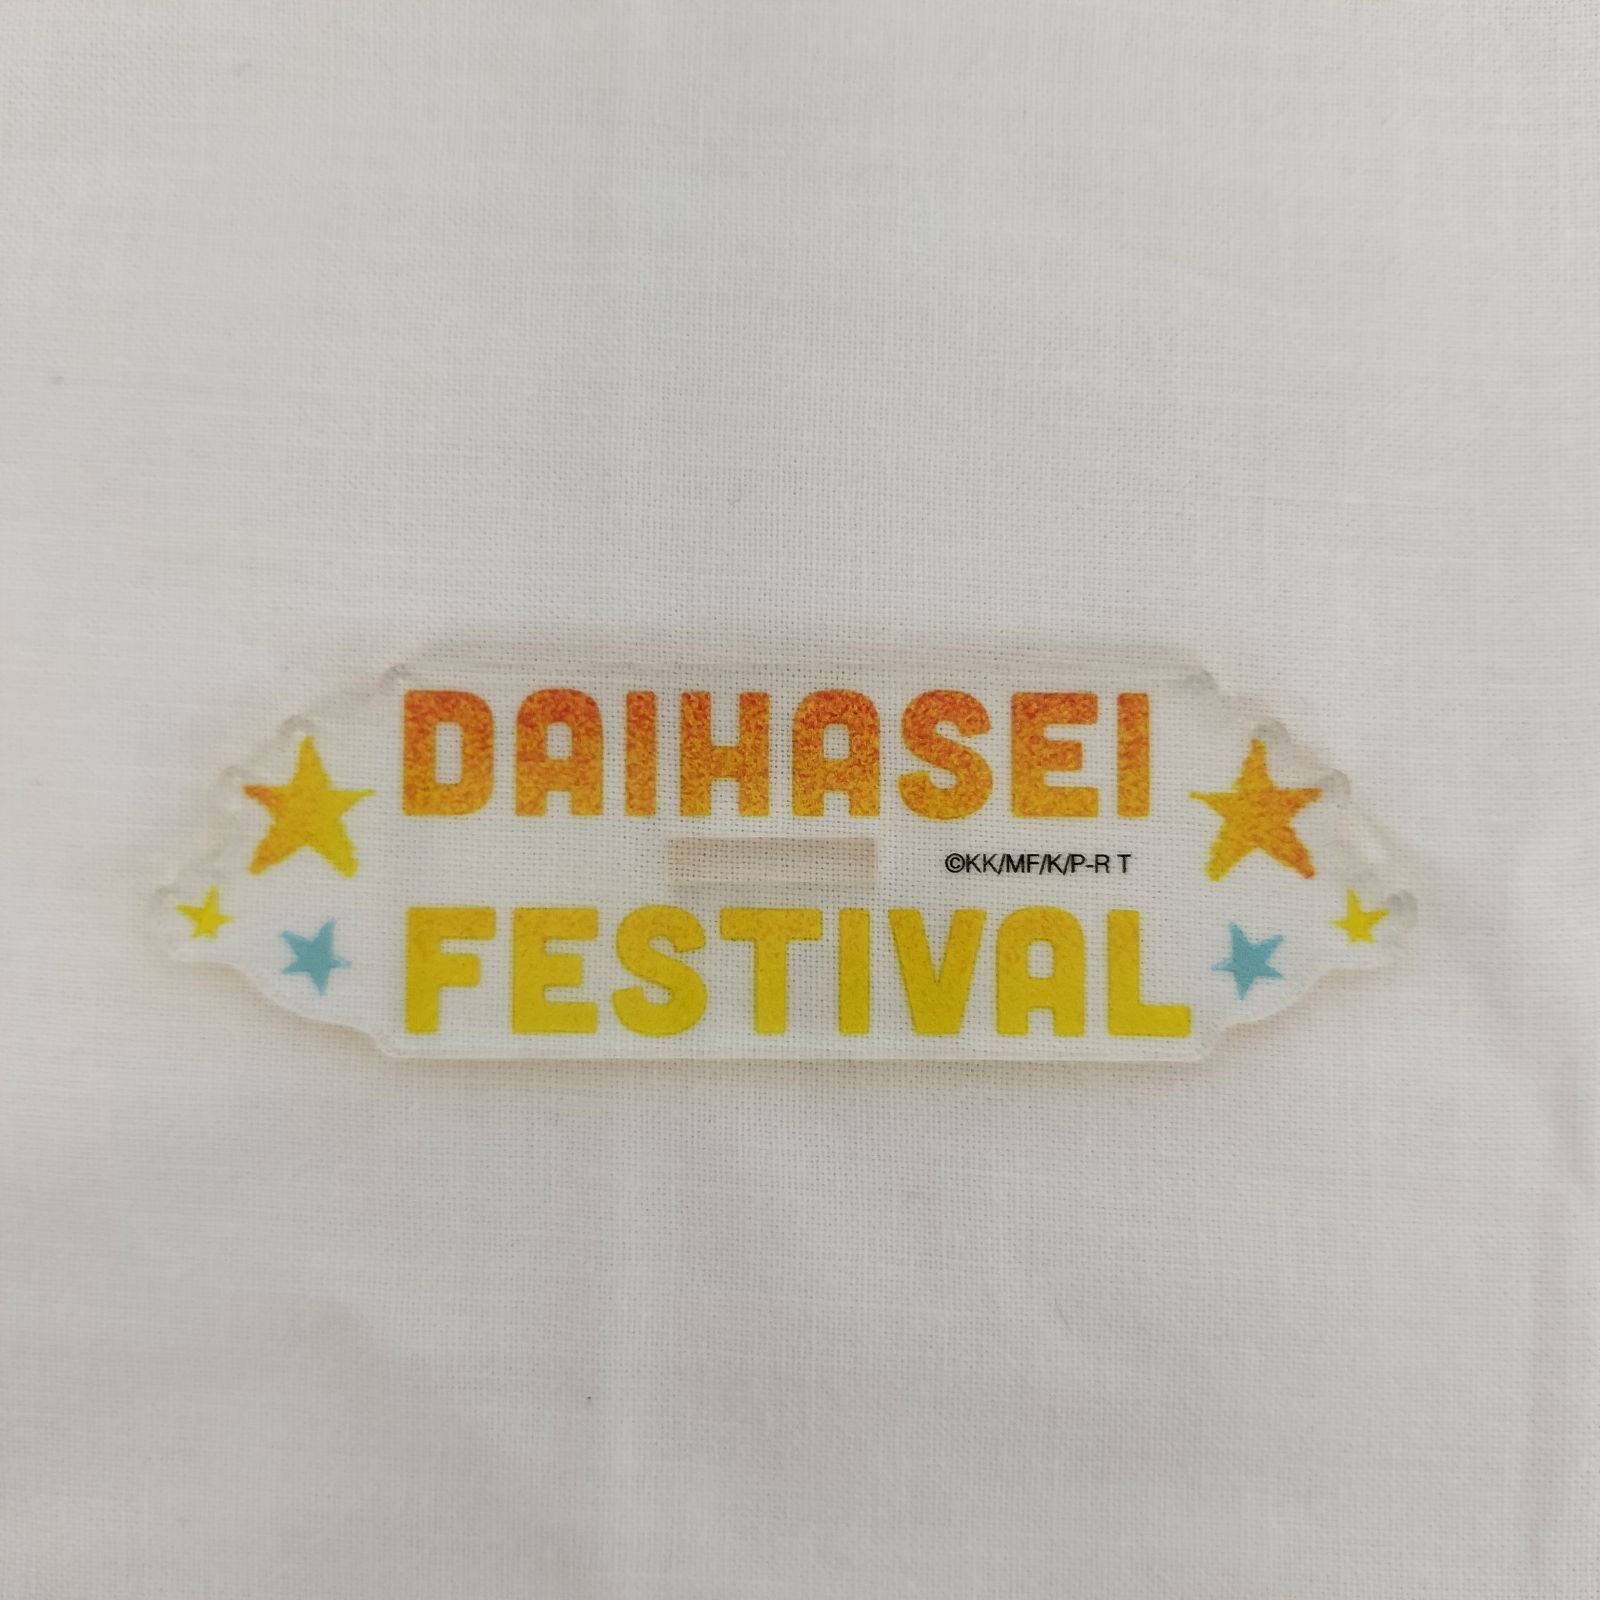 DAIHASEI
©KK/MF/K/P-R T
FESTIVAL